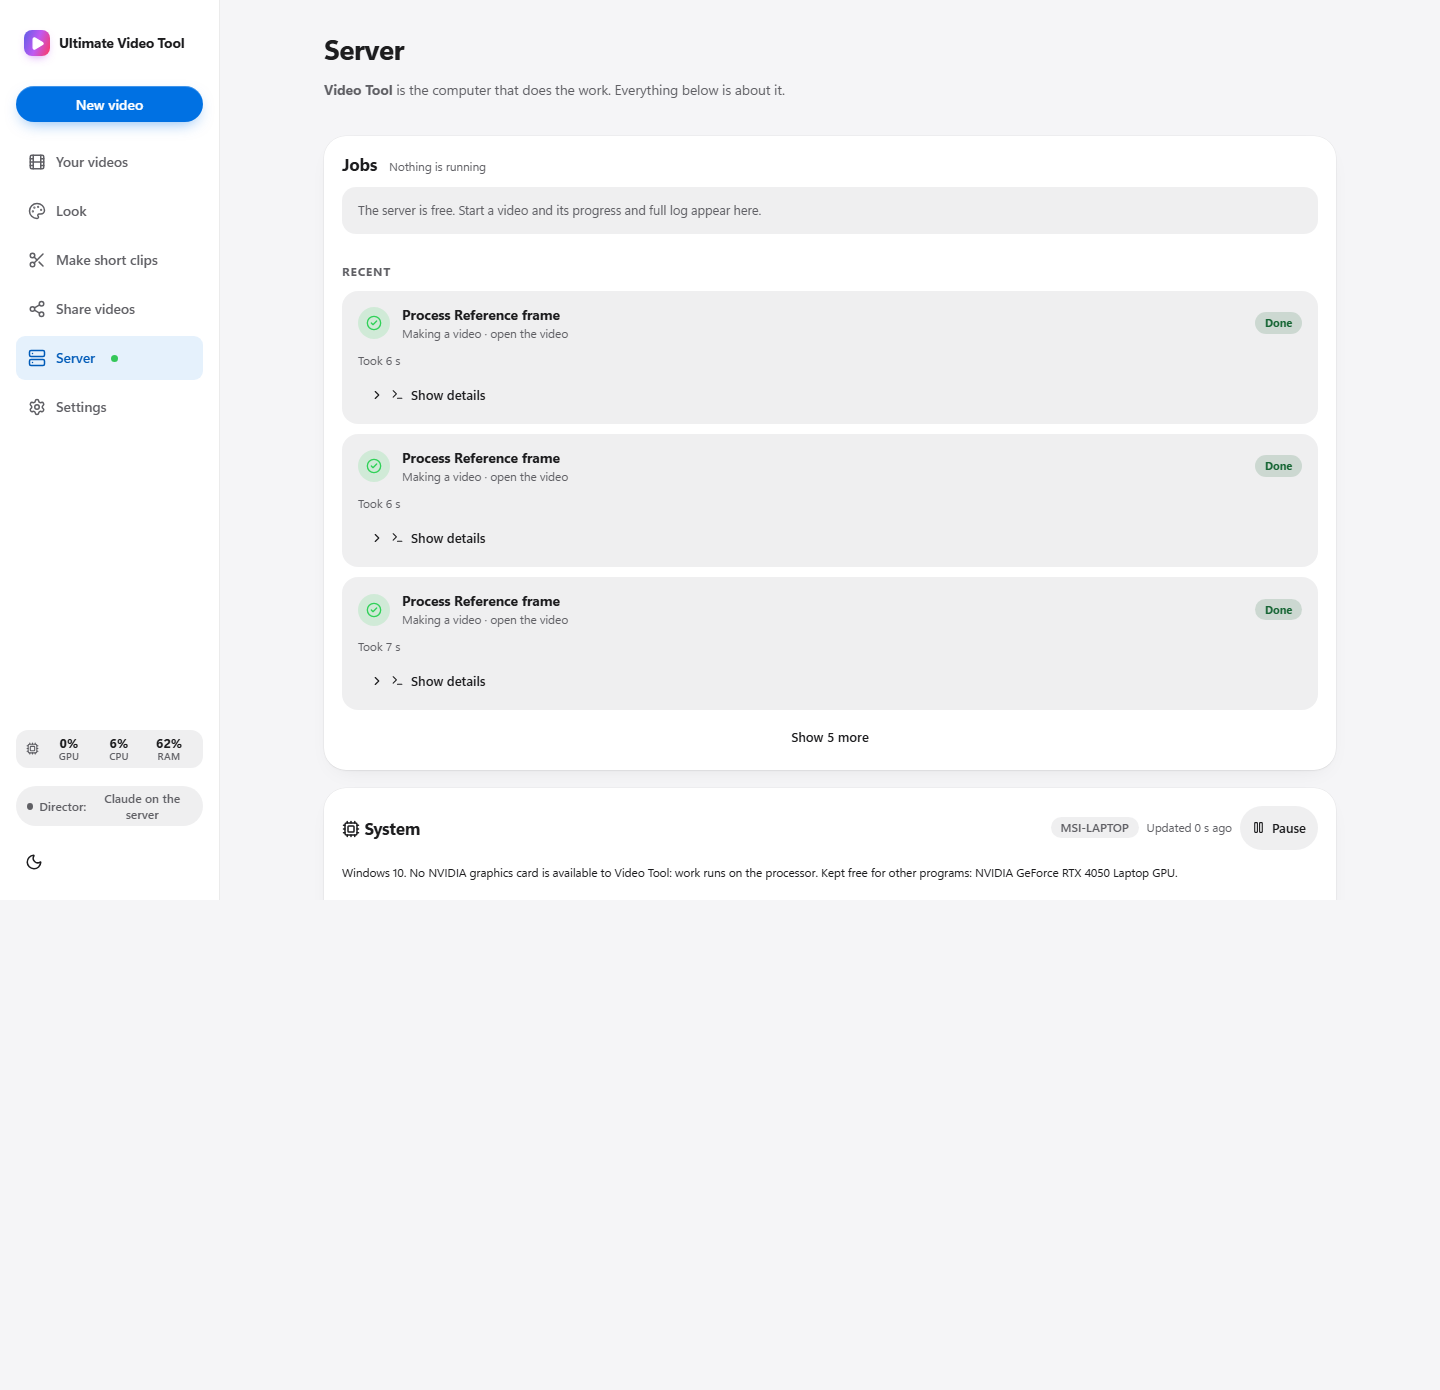 Ultimate Video Tool
New video
Your videos
Look
Make short clips
Share videos
Server
Settings
0%
GPU
6%
CPU
62%
RAM
Director:
Claude on the
server
Server
Video Tool is the computer that does the work. Everything below is about it.
Jobs Nothing is running
The server is free. Start a video and its progress and full log appear here.
RECENT
Process Reference frame
Making a video · open the video
Done
Took 6 s
Show details
Process Reference frame
Making a video · open the video
Done
Took 6 s
Show details
Process Reference frame
Making a video · open the video
Done
Took 7 s
Show details
Show 5 more
System
MSI-LAPTOP Updated 0 s ago Pause
Windows 10. No NVIDIA graphics card is available to Video Tool: work runs on the processor. Kept free for other programs: NVIDIA GeForce RTX 4050 Laptop GPU.